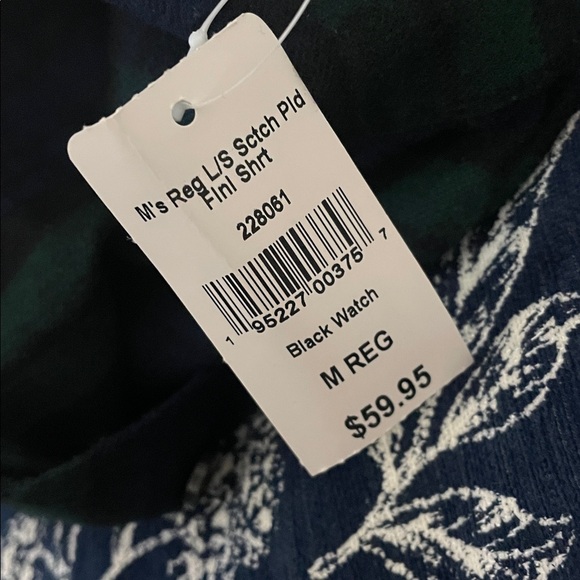 M's Reg L/S Sctch Pld
Flnl Shrt
228061
1 95227 00375 7
Black Watch
M REG
$59.95